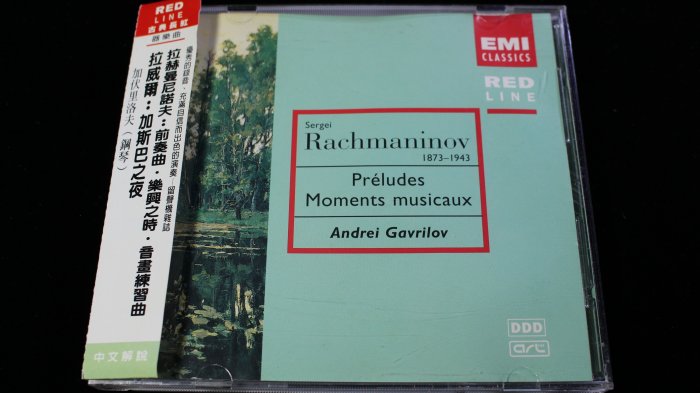 RED
LINE
古典長紅
器樂曲
優秀的錄音、充滿自信而出色的演奏—留聲機雜誌
拉赫曼尼諾夫：前奏曲．樂興之時．音畫練習曲
拉威爾：加斯巴之夜
加伏里洛夫（鋼琴）
中文解說
EMI
CLASSICS
RED
LINE
Sergei
Rachmaninov
1873–1943
Préludes
Moments musicaux
Andrei Gavrilov
DDD
art